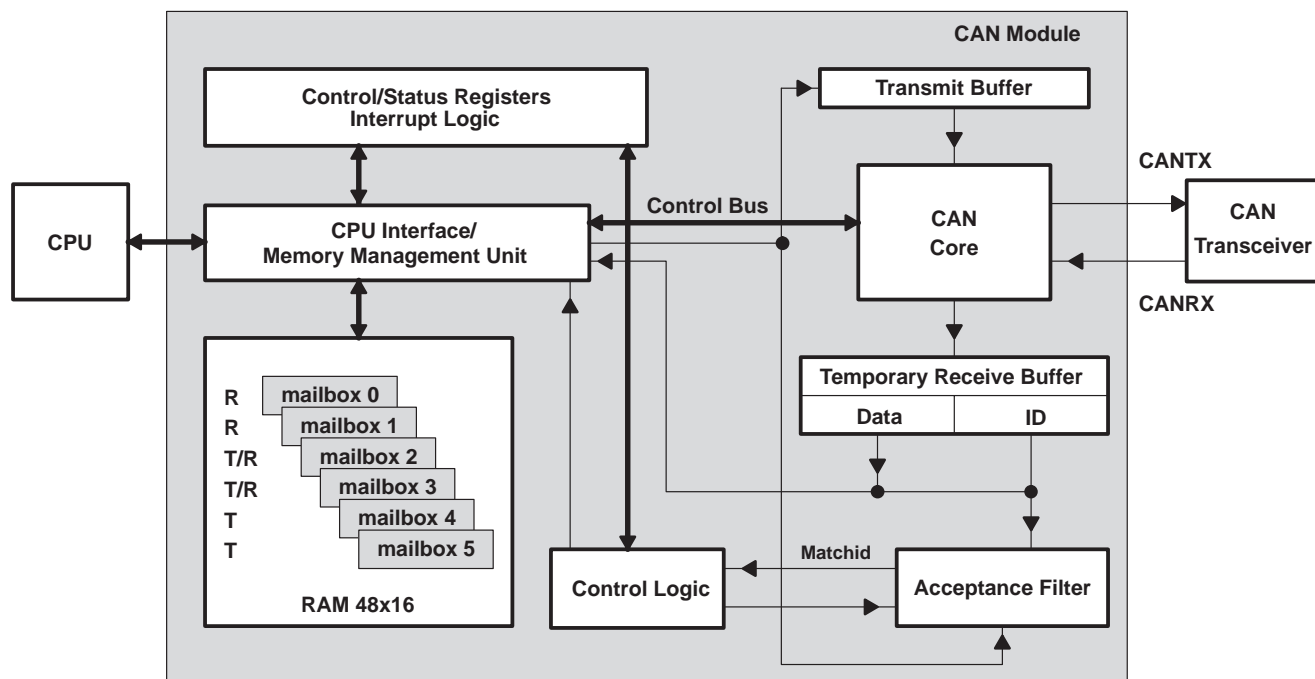 CAN Module
Transmit Buffer
Control/Status Registers
Interrupt Logic
CANTX
CPU
CPU Interface/
Memory Management Unit
Control Bus
CAN
Core
CAN
Transceiver
CANRX
Temporary Receive Buffer
Data
ID
R
mailbox 0
R
mailbox 1
T/R
mailbox 2
T/R
mailbox 3
T
mailbox 4
T
mailbox 5
RAM 48x16
Control Logic
Matchid
Acceptance Filter